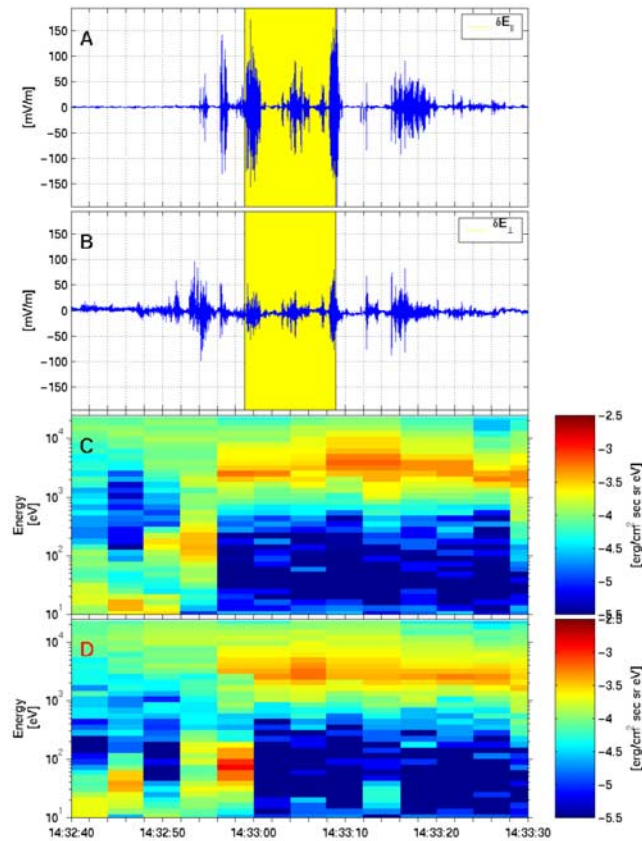 A
δE∥
150
100
50
0
−50
−100
−150
[mV/m]
B
δE⊥
150
100
50
0
−50
−100
−150
[mV/m]
C
10⁴
10³
10²
10¹
Energy
[eV]
−2.5
−3
−3.5
−4
−4.5
−5
−5.5
[erg/cm² sec sr eV]
D
10⁴
10³
10²
10¹
Energy
[eV]
−2.5
−3
−3.5
−4
−4.5
−5
−5.5
[erg/cm² sec sr eV]
14:32:40 14:32:50 14:33:00 14:33:10 14:33:20 14:33:30